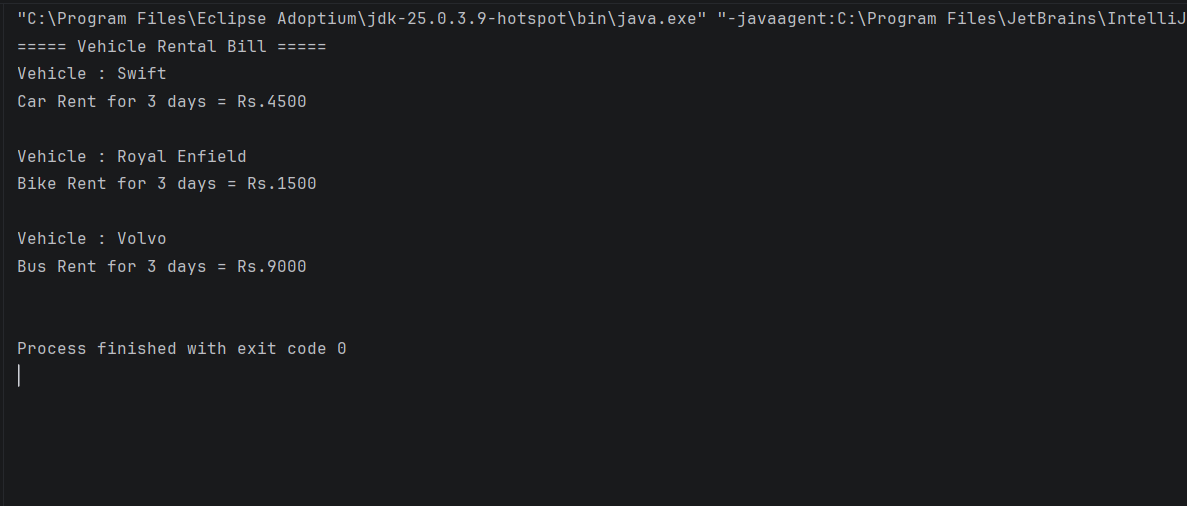 "C:\Program Files\Eclipse Adoptium\jdk-25.0.3.9-hotspot\bin\java.exe" "-javaagent:C:\Program Files\JetBrains\IntelliJ
===== Vehicle Rental Bill =====
Vehicle : Swift
Car Rent for 3 days = Rs.4500
Vehicle : Royal Enfield
Bike Rent for 3 days = Rs.1500
Vehicle : Volvo
Bus Rent for 3 days = Rs.9000
Process finished with exit code 0